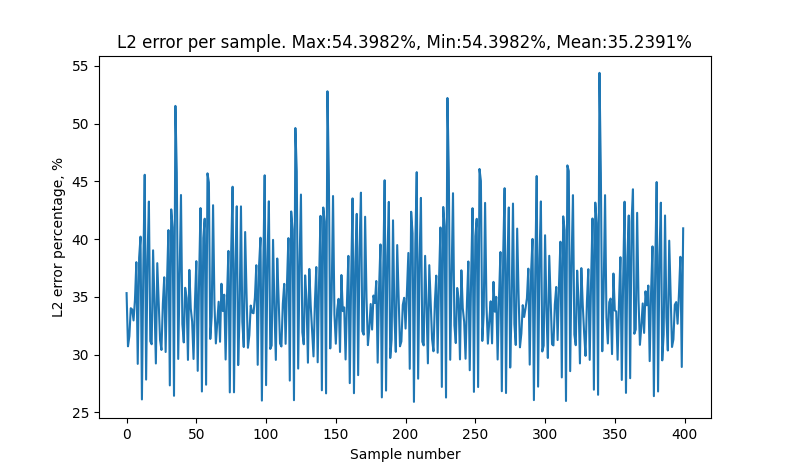 L2 error per sample. Max:54.3982%, Min:54.3982%, Mean:35.2391%
55
50
45
40
35
30
25
L2 error percentage, %
0 50 100 150 200 250 300 350 400
Sample number